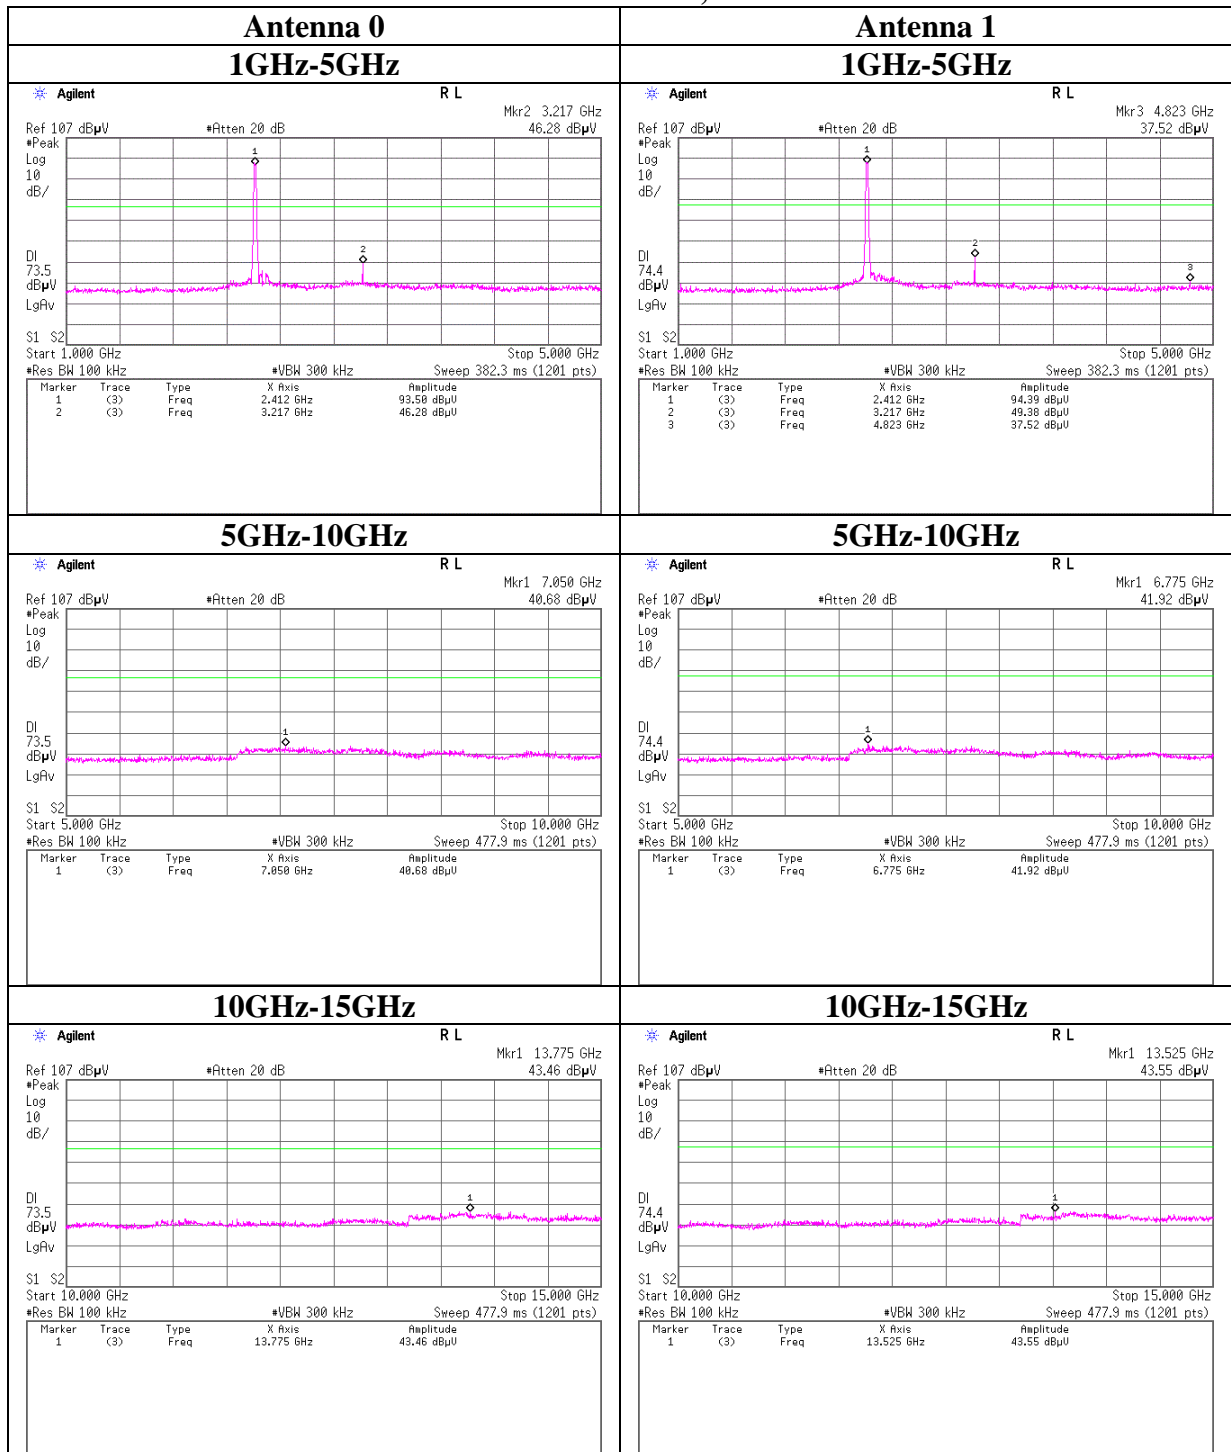 Antenna 0
Antenna 1
1GHz-5GHz
1GHz-5GHz
Agilent R L
Mkr2 3.217 GHz
Ref 107 dBµV #Atten 20 dB 46.28 dBµV
#Peak
Log
10
dB/
1
2
DI
73.5
dBµV
LgAv
S1 S2
Start 1.000 GHz Stop 5.000 GHz
#Res BW 100 kHz #VBW 300 kHz Sweep 382.3 ms (1201 pts)
Marker Trace Type X Axis Amplitude
1 (3) Freq 2.412 GHz 93.50 dBµV
2 (3) Freq 3.217 GHz 46.28 dBµV
Agilent R L
Mkr3 4.823 GHz
Ref 107 dBµV #Atten 20 dB 37.52 dBµV
#Peak
Log
10
dB/
1
2
3
DI
74.4
dBµV
LgAv
S1 S2
Start 1.000 GHz Stop 5.000 GHz
#Res BW 100 kHz #VBW 300 kHz Sweep 382.3 ms (1201 pts)
Marker Trace Type X Axis Amplitude
1 (3) Freq 2.412 GHz 94.39 dBµV
2 (3) Freq 3.217 GHz 49.38 dBµV
3 (3) Freq 4.823 GHz 37.52 dBµV
5GHz-10GHz
5GHz-10GHz
Agilent R L
Mkr1 7.050 GHz
Ref 107 dBµV #Atten 20 dB 40.68 dBµV
#Peak
Log
10
dB/
1
DI
73.5
dBµV
LgAv
S1 S2
Start 5.000 GHz Stop 10.000 GHz
#Res BW 100 kHz #VBW 300 kHz Sweep 477.9 ms (1201 pts)
Marker Trace Type X Axis Amplitude
1 (3) Freq 7.050 GHz 40.68 dBµV
Agilent R L
Mkr1 6.775 GHz
Ref 107 dBµV #Atten 20 dB 41.92 dBµV
#Peak
Log
10
dB/
1
DI
74.4
dBµV
LgAv
S1 S2
Start 5.000 GHz Stop 10.000 GHz
#Res BW 100 kHz #VBW 300 kHz Sweep 477.9 ms (1201 pts)
Marker Trace Type X Axis Amplitude
1 (3) Freq 6.775 GHz 41.92 dBµV
10GHz-15GHz
10GHz-15GHz
Agilent R L
Mkr1 13.775 GHz
Ref 107 dBµV #Atten 20 dB 43.46 dBµV
#Peak
Log
10
dB/
1
DI
73.5
dBµV
LgAv
S1 S2
Start 10.000 GHz Stop 15.000 GHz
#Res BW 100 kHz #VBW 300 kHz Sweep 477.9 ms (1201 pts)
Marker Trace Type X Axis Amplitude
1 (3) Freq 13.775 GHz 43.46 dBµV
Agilent R L
Mkr1 13.525 GHz
Ref 107 dBµV #Atten 20 dB 43.55 dBµV
#Peak
Log
10
dB/
1
DI
74.4
dBµV
LgAv
S1 S2
Start 10.000 GHz Stop 15.000 GHz
#Res BW 100 kHz #VBW 300 kHz Sweep 477.9 ms (1201 pts)
Marker Trace Type X Axis Amplitude
1 (3) Freq 13.525 GHz 43.55 dBµV